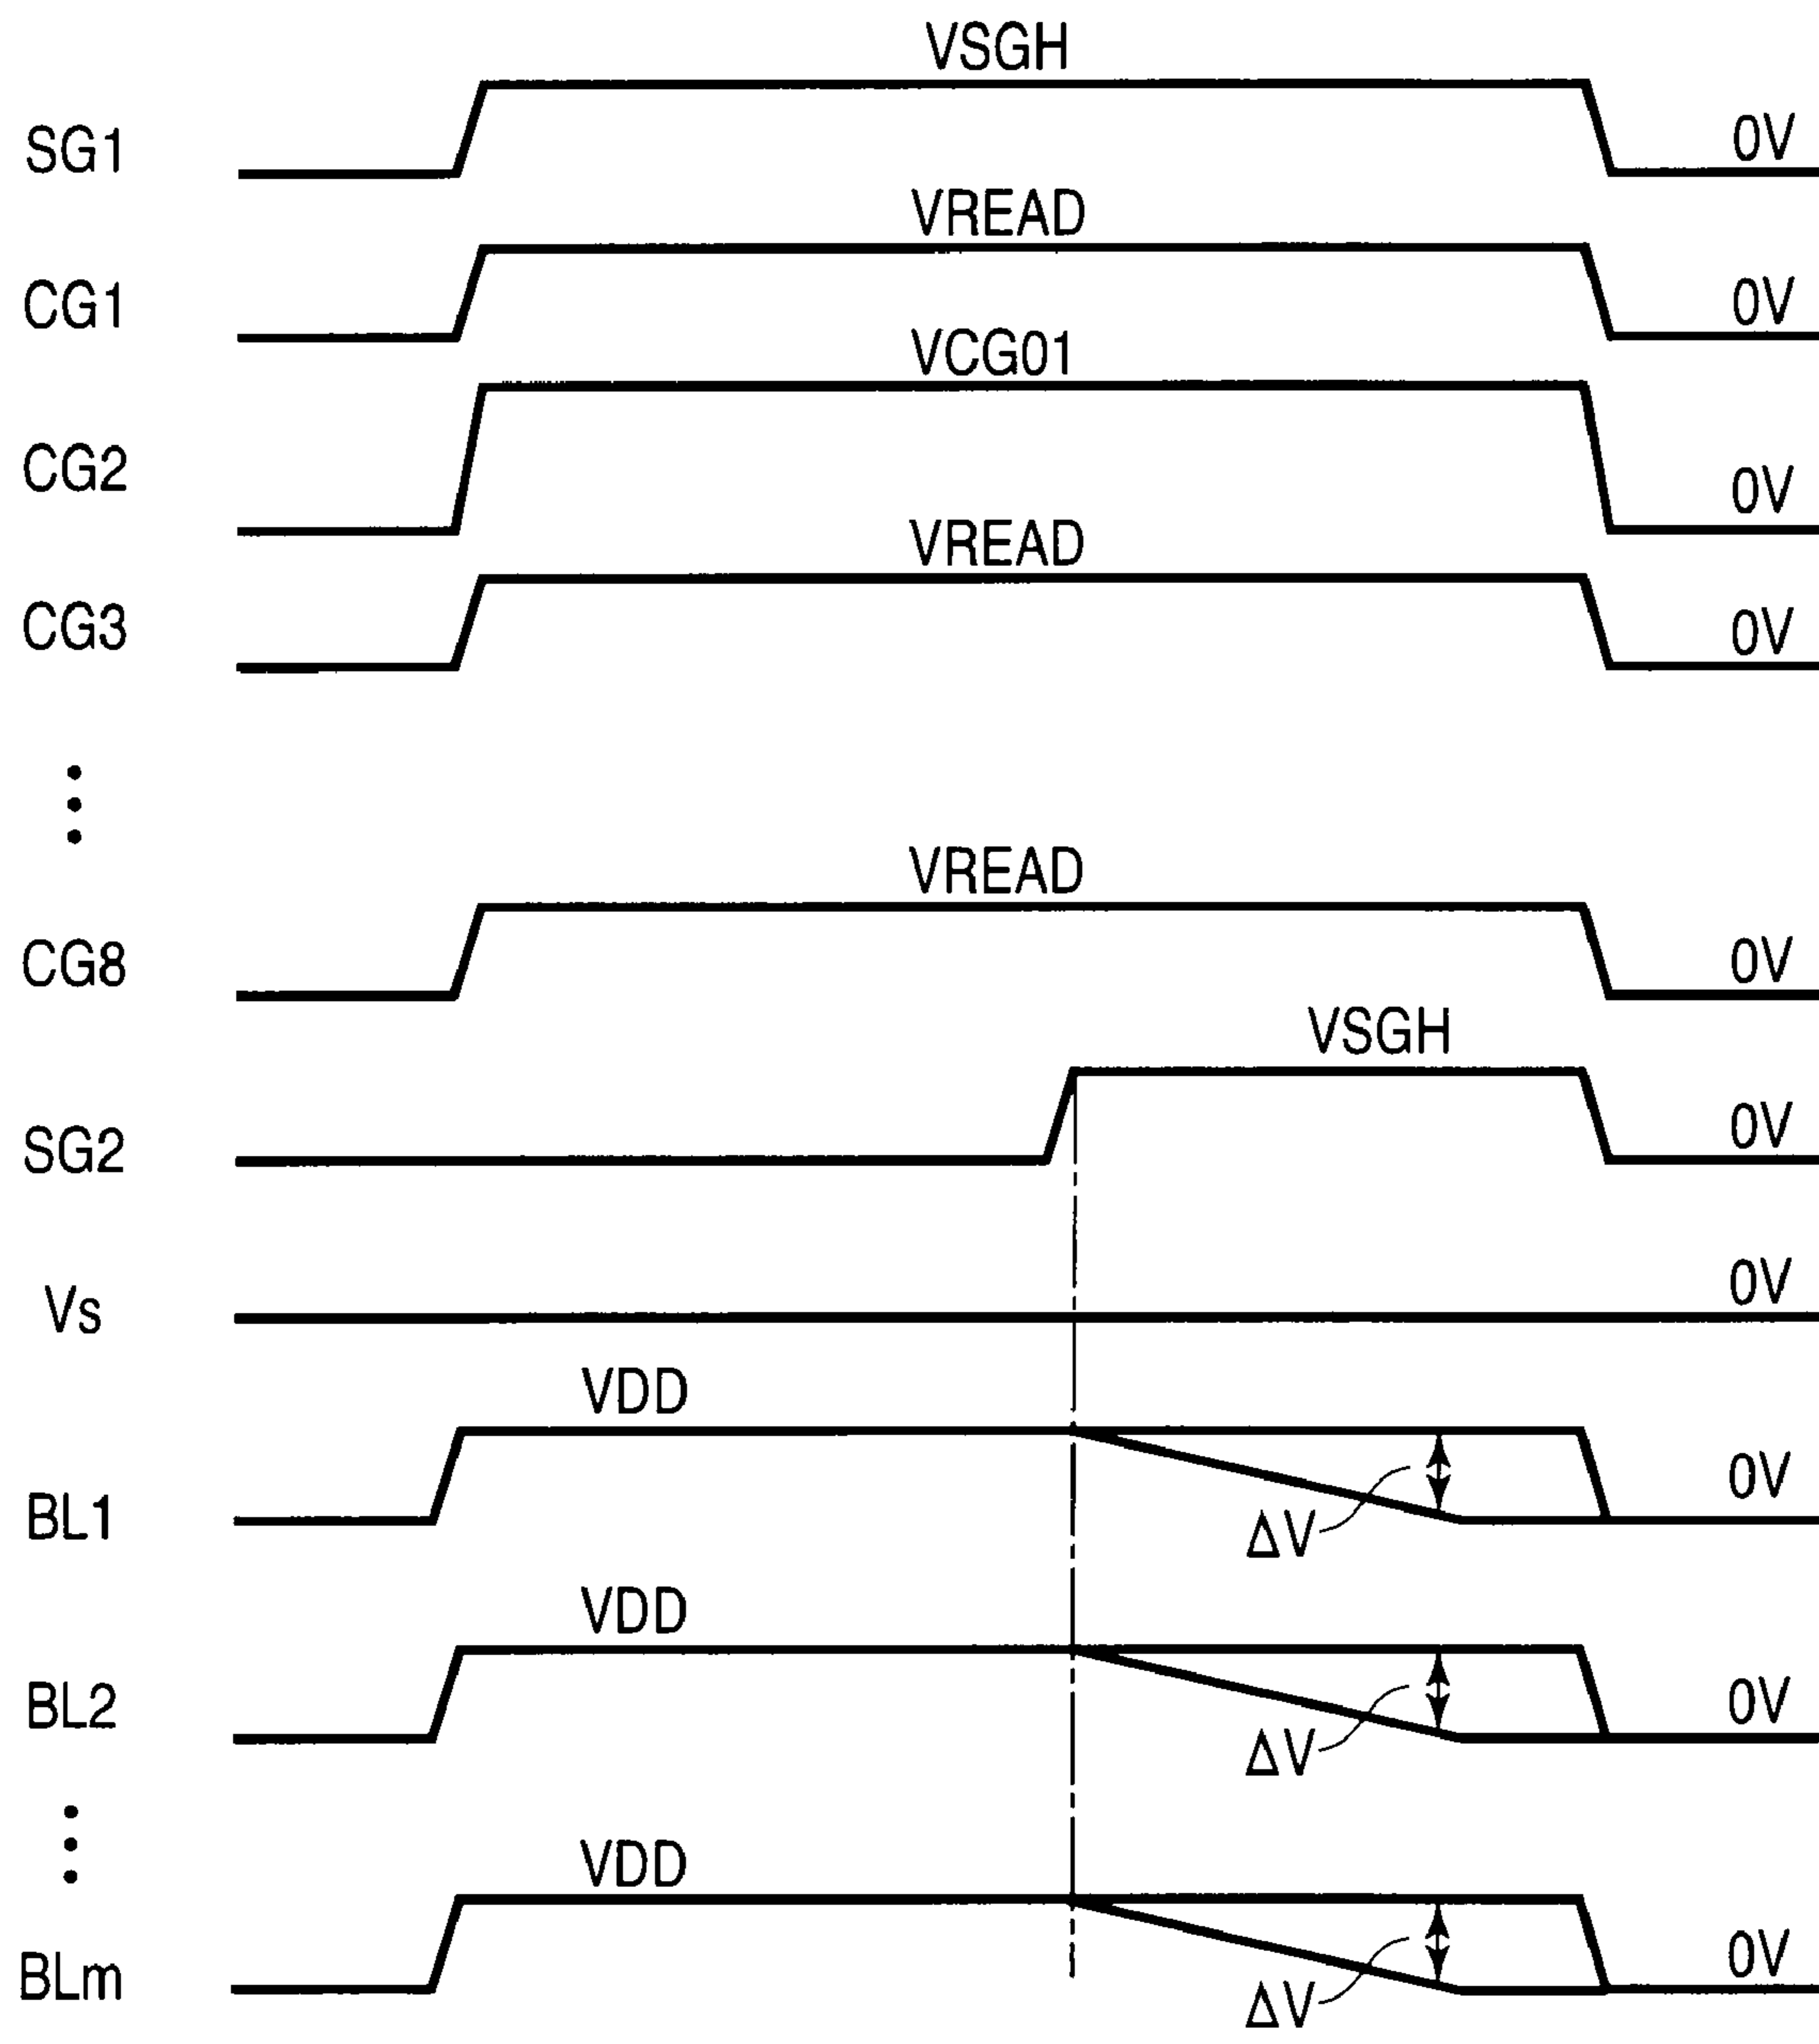 VSGH
SG1 0V
VREAD
CG1 0V
VCG01
CG2 0V
VREAD
CG3 0V
VREAD
CG8 0V
VSGH
SG2 0V
Vs 0V
VDD
BL1 0V
ΔV
VDD
BL2 0V
ΔV
VDD
BLm 0V
ΔV